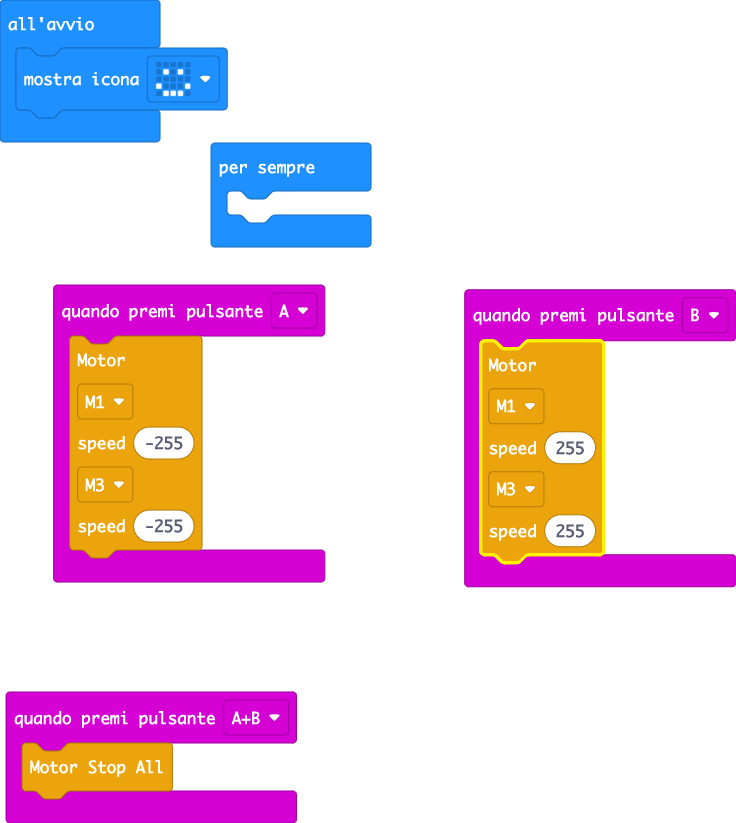 all'avvio
mostra icona
per sempre
quando premi pulsante A
Motor
M1
speed -255
M3
speed -255
quando premi pulsante B
Motor
M1
speed 255
M3
speed 255
quando premi pulsante A+B
Motor Stop All